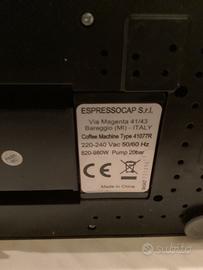 ESPRESSOCAP S.r.l.
Via Magenta 41/43
Bareggio (MI) - ITALY
Coffee Machine Type 41077R
220-240 Vac 50/60 Hz
820-980W Pump 20bar
Made in China
subito